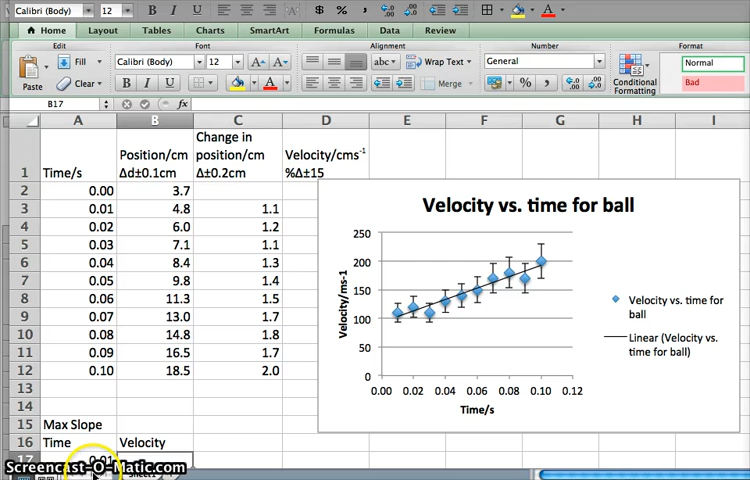 Calibri (Body) 12 $ % ,
Home Layout Tables Charts SmartArt Formulas Data Review
Edit Font Alignment Number Format
Fill Calibri (Body) 12 A A abc Wrap Text General Normal
Paste Clear B I U A Merge % , Conditional Formatting Bad
B17 fx
A B C D E F G H I
1 Time/s Position/cm Δd±0.1cm Change in position/cm Δ±0.2cm Velocity/cms-1 %Δ±15
2 0.00 3.7
3 0.01 4.8 1.1
4 0.02 6.0 1.2
5 0.03 7.1 1.1
6 0.04 8.4 1.3
7 0.05 9.8 1.4
8 0.06 11.3 1.5
9 0.07 13.0 1.7
10 0.08 14.8 1.8
11 0.09 16.5 1.7
12 0.10 18.5 2.0
13
14
15 Max Slope
16 Time Velocity
17 0.01
Velocity vs. time for ball
250
200
150
100
50
0
Velocity/ms-1
0.00 0.02 0.04 0.06 0.08 0.10 0.12
Time/s
Velocity vs. time for
ball
Linear (Velocity vs.
time for ball)
Screencast-O-Matic.com